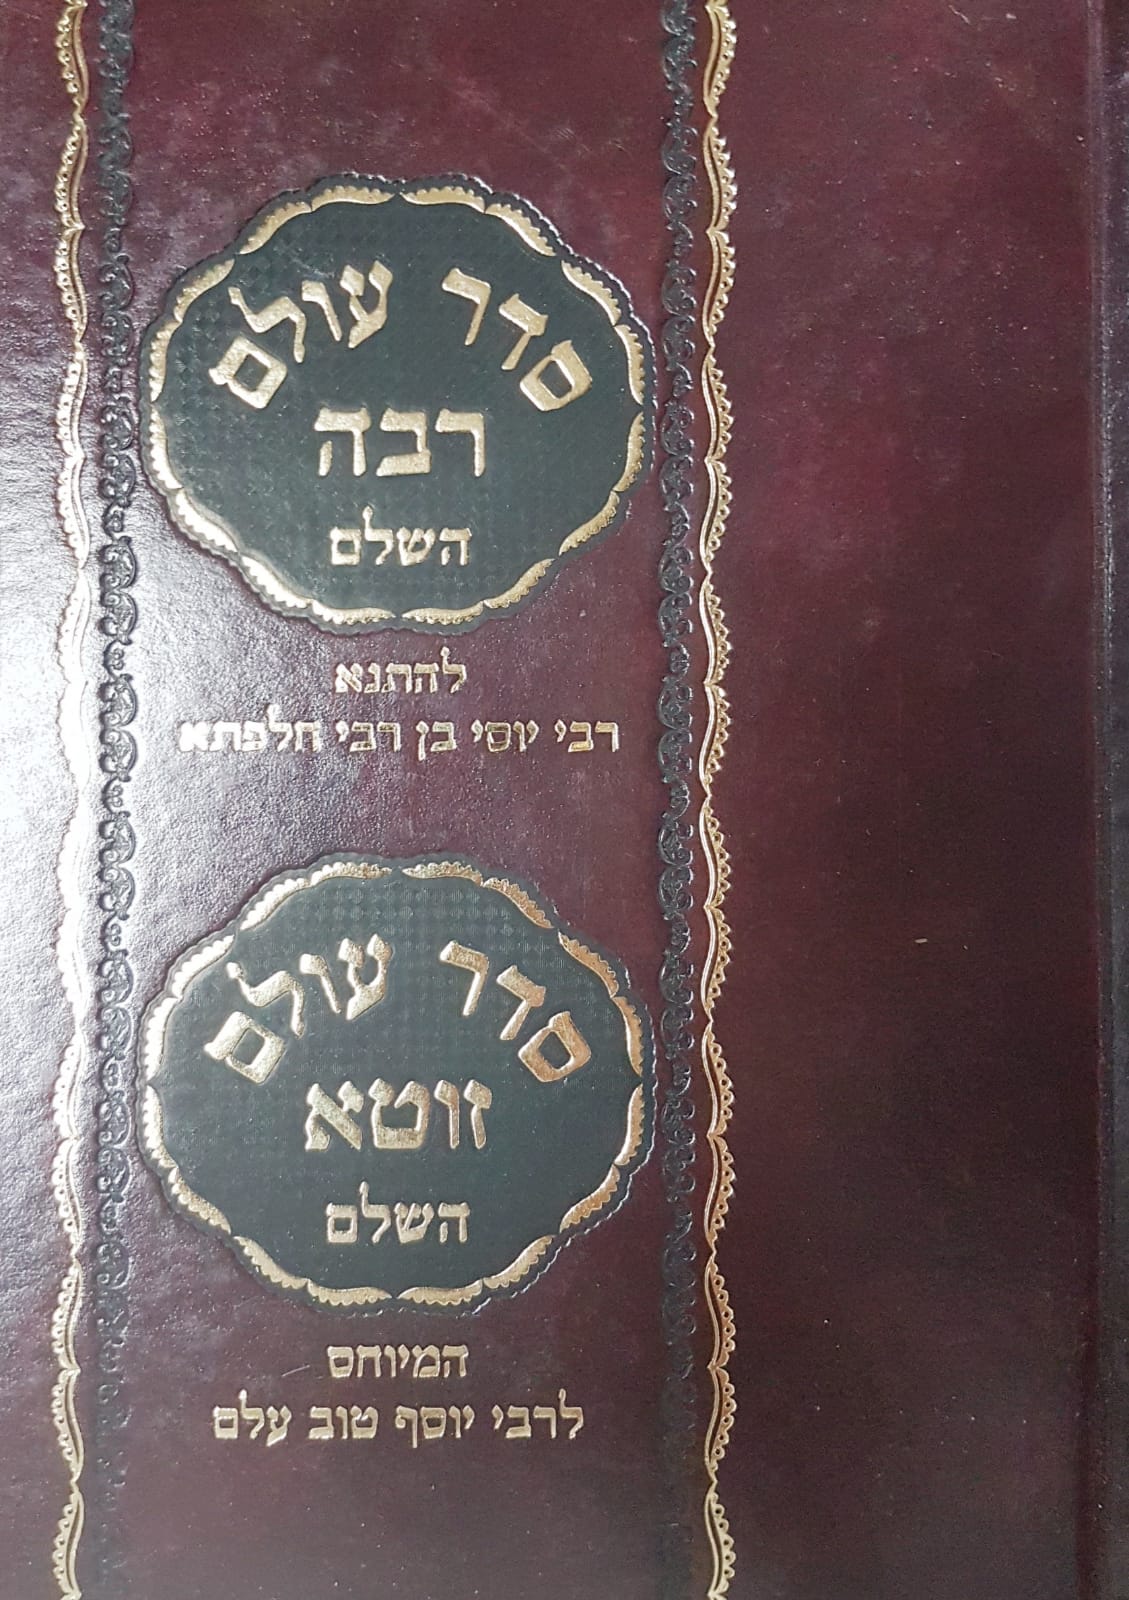 סדר עולם
רבה
השלם
להתנא
רבי יוסי בן רבי חלפתא
סדר עולם
זוטא
השלם
המיוחס
לרבי יוסף טוב עלם